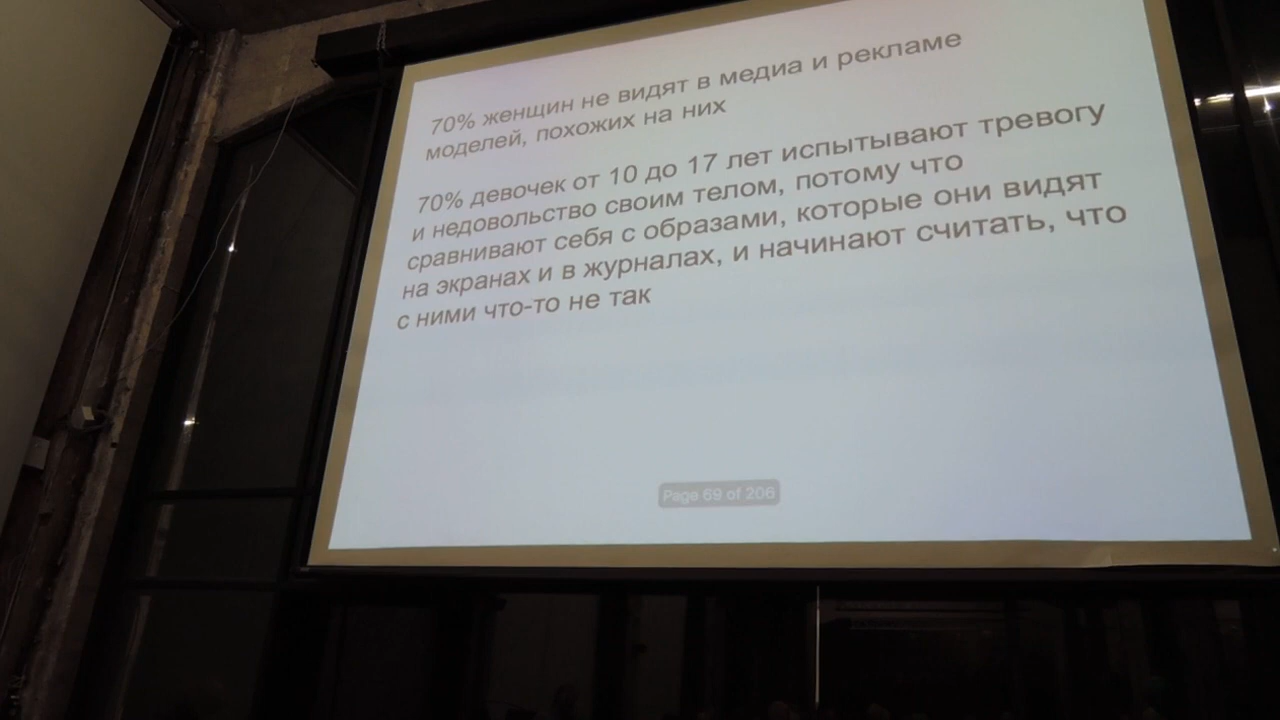 70% женщин не видят в медиа и рекламе
моделей, похожих на них
70% девочек от 10 до 17 лет испытывают тревогу
и недовольство своим телом, потому что
сравнивают себя с образами, которые они видят
на экранах и в журналах, и начинают считать, что
с ними что-то не так
Page 69 of 206